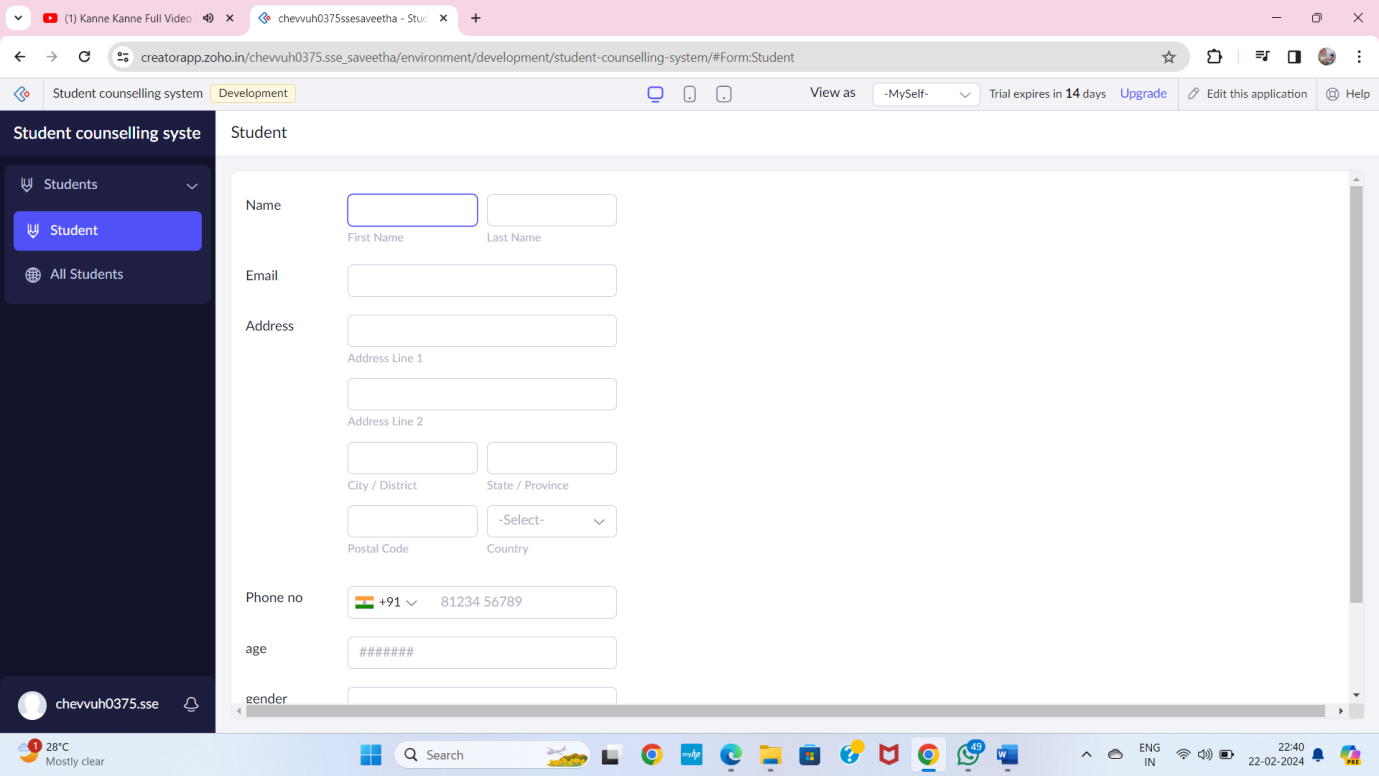 (1) Kanne Kanne Full Video
chevvuh0375ssesaveetha - Stud
creatorapp.zoho.in/chevvuh0375.sse_saveetha/environment/development/student-counselling-system/#Form:Student
Student counselling system Development View as -MySelf- Trial expires in 14 days Upgrade Edit this application Help
Student counselling syste
Student
Students
Student
All Students
Name
First Name Last Name
Email
Address
Address Line 1
Address Line 2
City / District State / Province
-Select-
Postal Code Country
Phone no +91 81234 56789
age #######
gender
chevvuh0375.sse
1 28°C
Mostly clear
Search
myhp
49
W
ENG
IN
22:40
22-02-2024
PRE